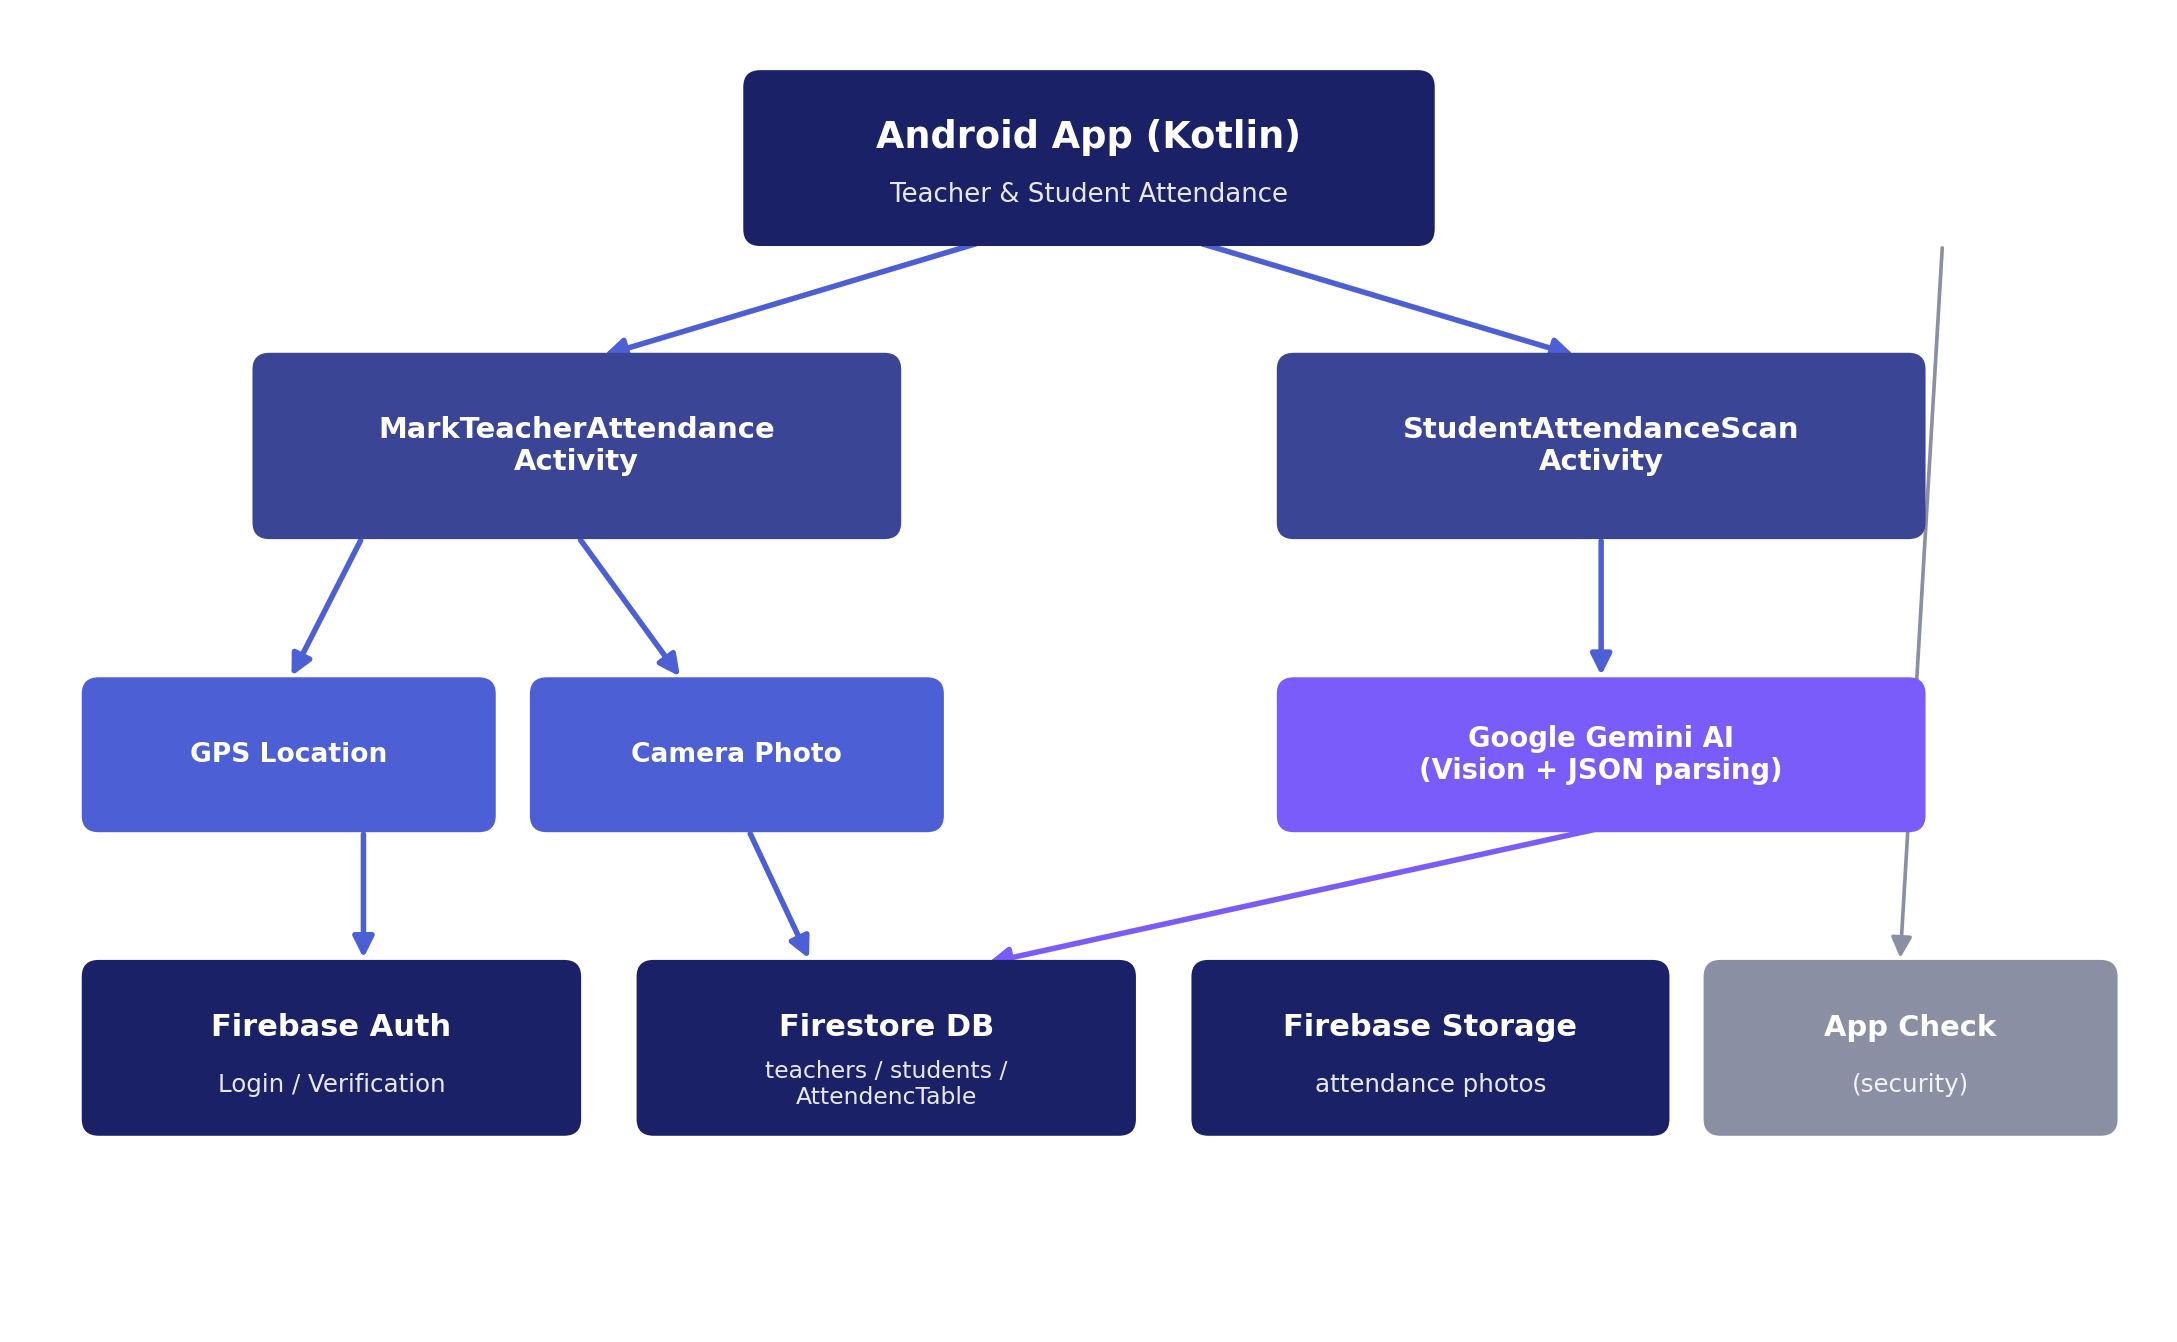 Android App (Kotlin)
Teacher & Student Attendance
MarkTeacherAttendance
Activity
StudentAttendanceScan
Activity
GPS Location
Camera Photo
Google Gemini AI
(Vision + JSON parsing)
Firebase Auth
Login / Verification
Firestore DB
teachers / students /
AttendencTable
Firebase Storage
attendance photos
App Check
(security)